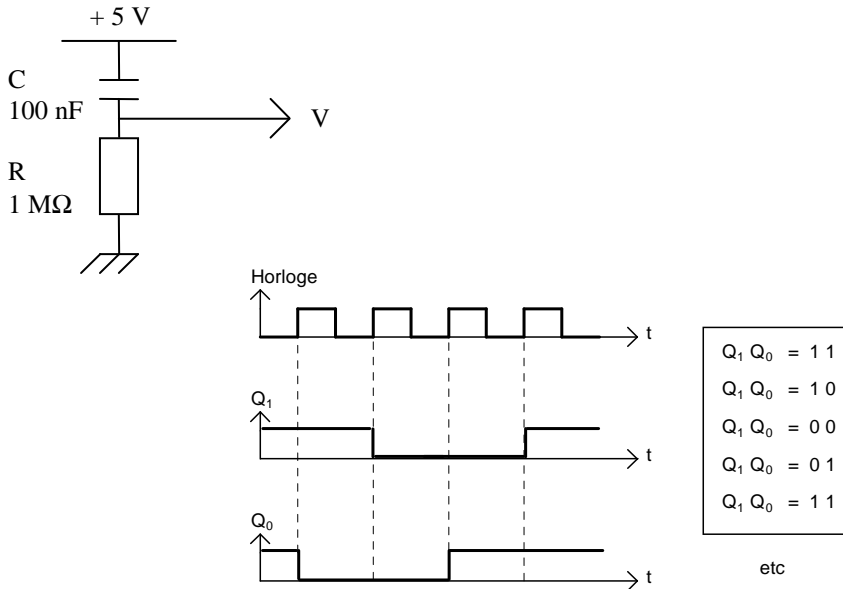 + 5 V
C
100 nF
V
R
1 MΩ
Horloge
t
Q₁
t
Q₀
t
Q₁ Q₀ = 1 1
Q₁ Q₀ = 1 0
Q₁ Q₀ = 0 0
Q₁ Q₀ = 0 1
Q₁ Q₀ = 1 1
etc